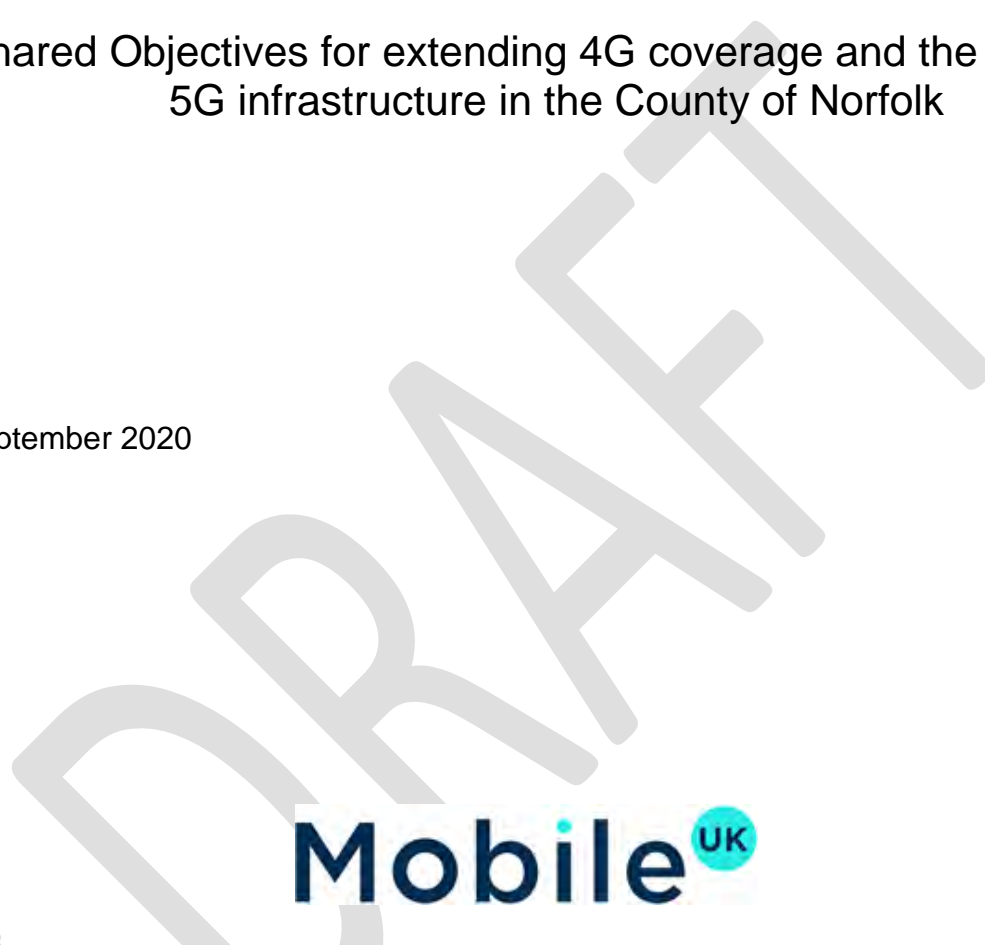 hared Objectives for extending 4G coverage and the
5G infrastructure in the County of Norfolk
ptember 2020
DRAFT
Mobile UK